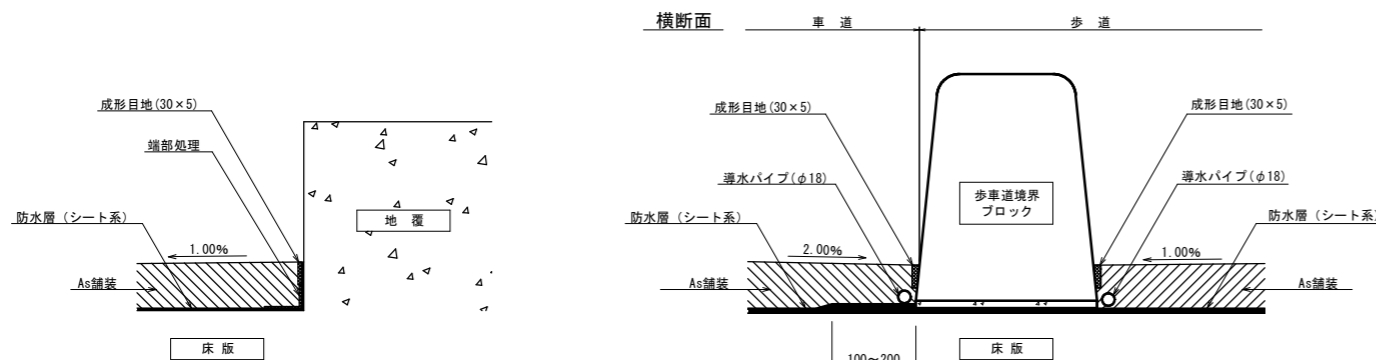 成形目地(30×5)
端部処理
防水層（シート系）
1.00%
As舗装
地 覆
床 版
横断面
車 道
歩 道
成形目地(30×5)
成形目地(30×5)
導水パイプ(φ18)
導水パイプ(φ18)
歩車道境界
ブロック
防水層（シート系）
防水層（シート系）
2.00%
1.00%
As舗装
As舗装
100~200
床 版